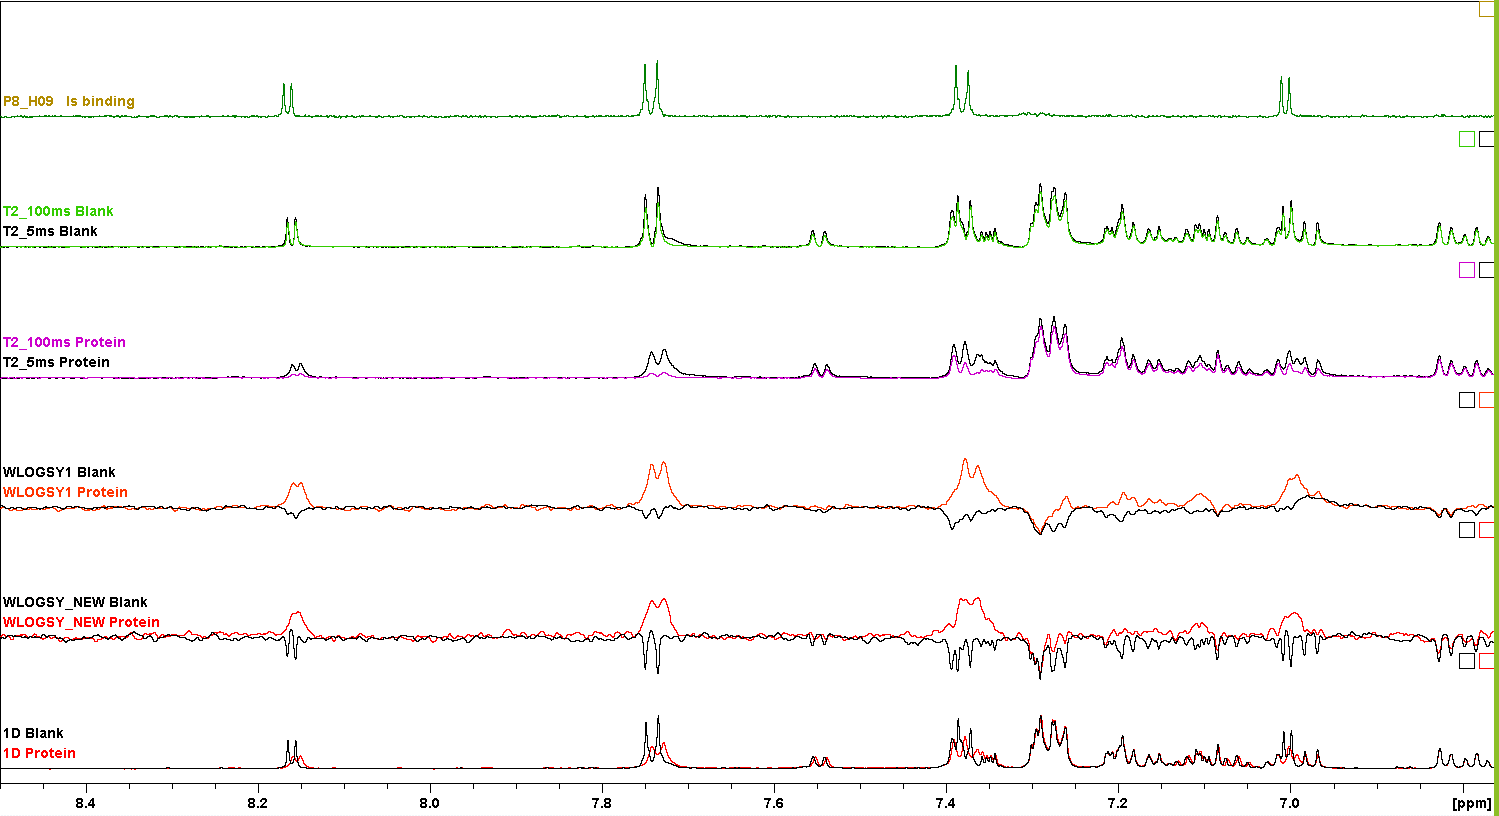 P8_H09 Is binding
T2_100ms Blank
T2_5ms Blank
T2_100ms Protein
T2_5ms Protein
WLOGSY1 Blank
WLOGSY1 Protein
WLOGSY_NEW Blank
WLOGSY_NEW Protein
1D Blank
1D Protein
8.4 8.2 8.0 7.8 7.6 7.4 7.2 7.0 [ppm]